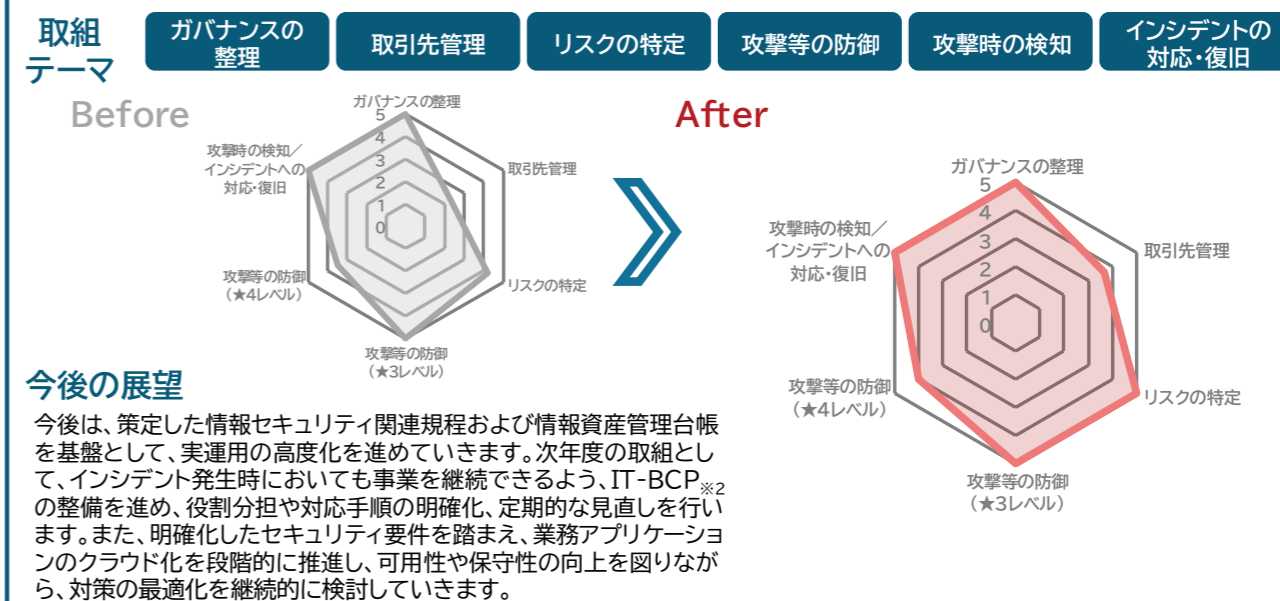 取組
テーマ
ガバナンスの
整理
取引先管理
リスクの特定
攻撃等の防御
攻撃時の検知
インシデントの
対応・復旧
Before
ガバナンスの整理
5
4
3
2
1
0
取引先管理
リスクの特定
攻撃等の防御
(★3レベル)
攻撃等の防御
(★4レベル)
攻撃時の検知/
インシデントへの
対応・復旧
After
ガバナンスの整理
5
4
3
2
1
0
取引先管理
リスクの特定
攻撃等の防御
(★3レベル)
攻撃等の防御
(★4レベル)
攻撃時の検知/
インシデントへの
対応・復旧
今後の展望
今後は、策定した情報セキュリティ関連規程および情報資産管理台帳
を基盤として、実運用の高度化を進めていきます。次年度の取組とし
て、インシデント発生時においても事業を継続できるよう、IT-BCP※2
の整備を進め、役割分担や対応手順の明確化、定期的な見直しを行い
ます。また、明確化したセキュリティ要件を踏まえ、業務アプリケーショ
ンのクラウド化を段階的に推進し、可用性や保守性の向上を図りなが
ら、対策の最適化を継続的に検討していきます。